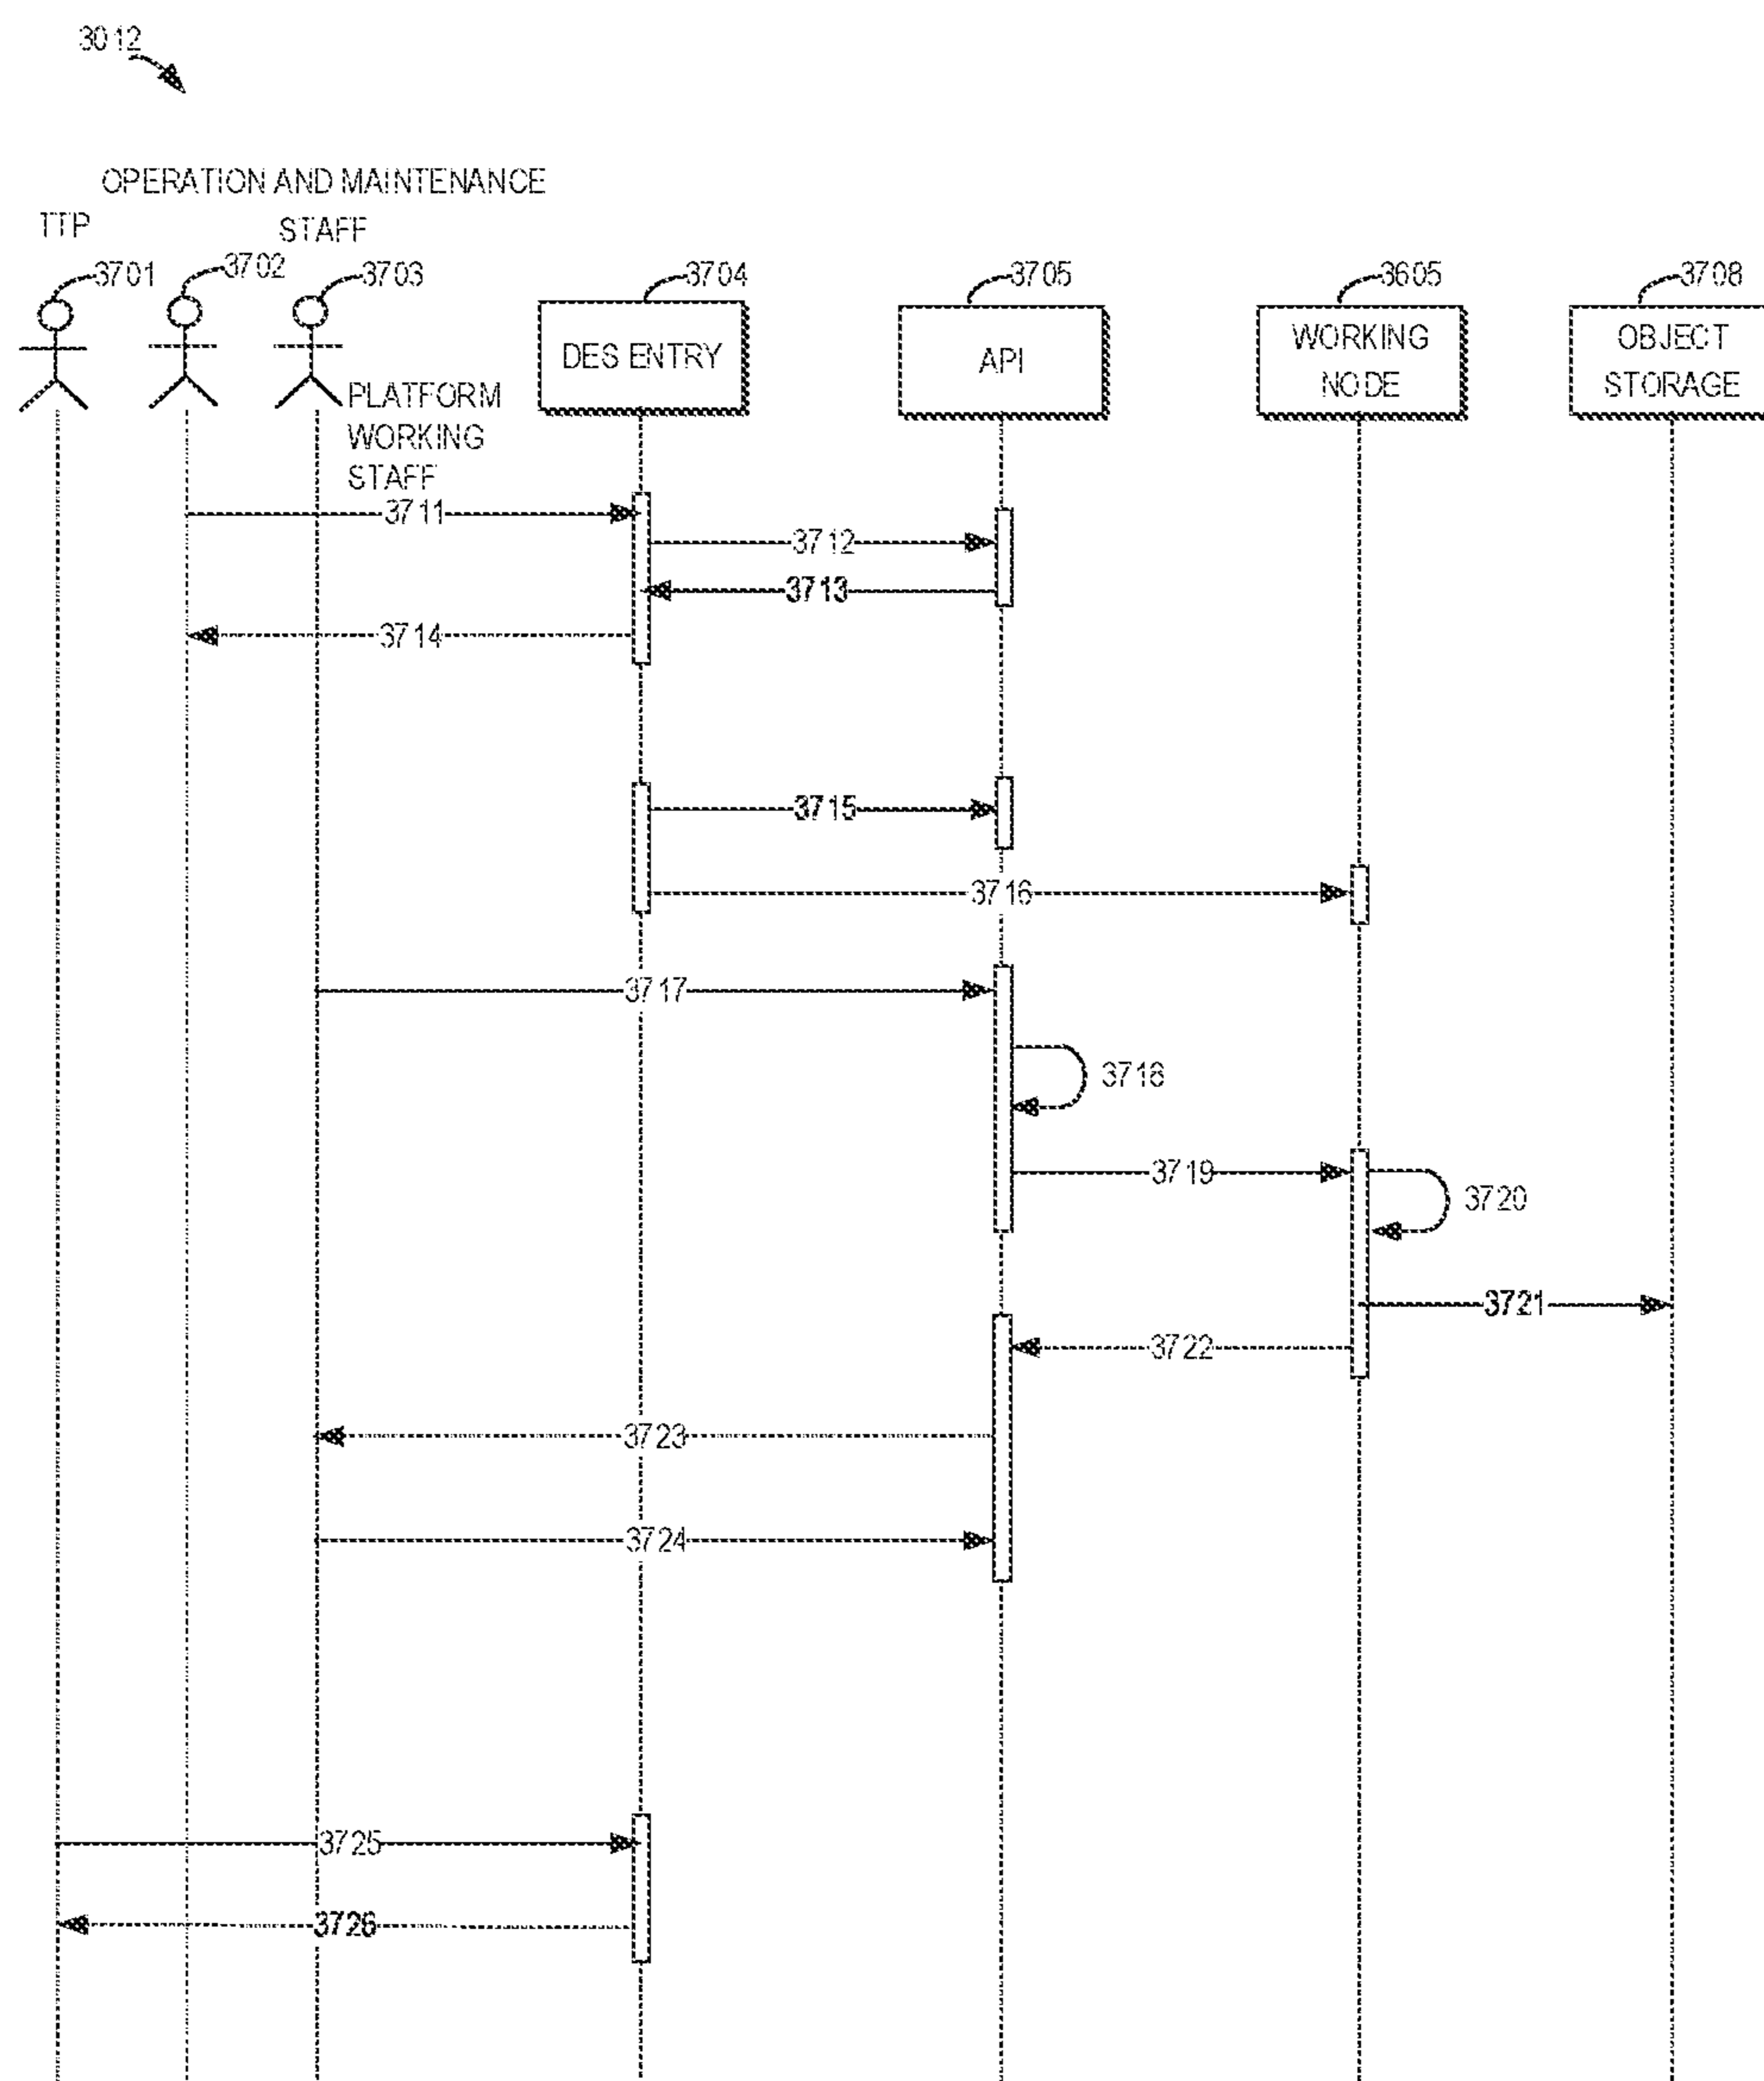 3012
OPERATION AND MAINTENANCE
STAFF
TTP
3701
3702
3703
3704
3705
3605
3708
DES ENTRY
API
WORKING
NODE
OBJECT
STORAGE
PLATFORM
WORKING
STAFF
3711
3712
3713
3714
3715
3716
3717
3718
3719
3720
3721
3722
3723
3724
3725
3726